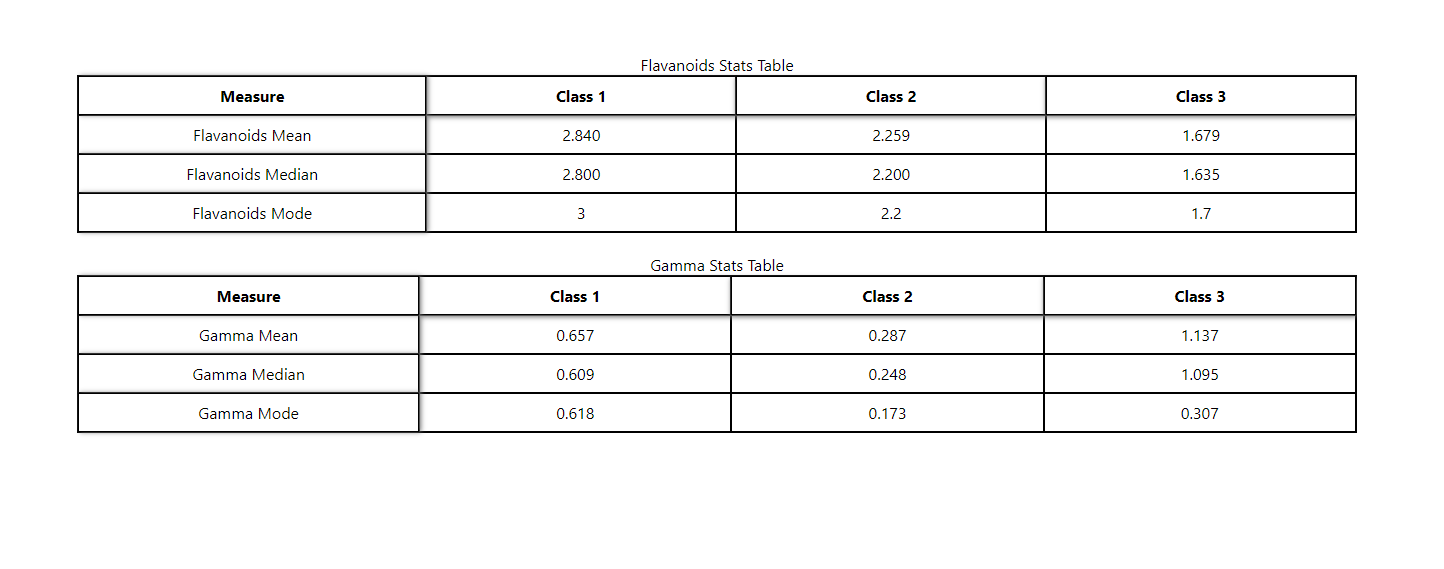 Flavanoids Stats Table
Measure Class 1 Class 2 Class 3
Flavanoids Mean 2.840 2.259 1.679
Flavanoids Median 2.800 2.200 1.635
Flavanoids Mode 3 2.2 1.7
Gamma Stats Table
Measure Class 1 Class 2 Class 3
Gamma Mean 0.657 0.287 1.137
Gamma Median 0.609 0.248 1.095
Gamma Mode 0.618 0.173 0.307